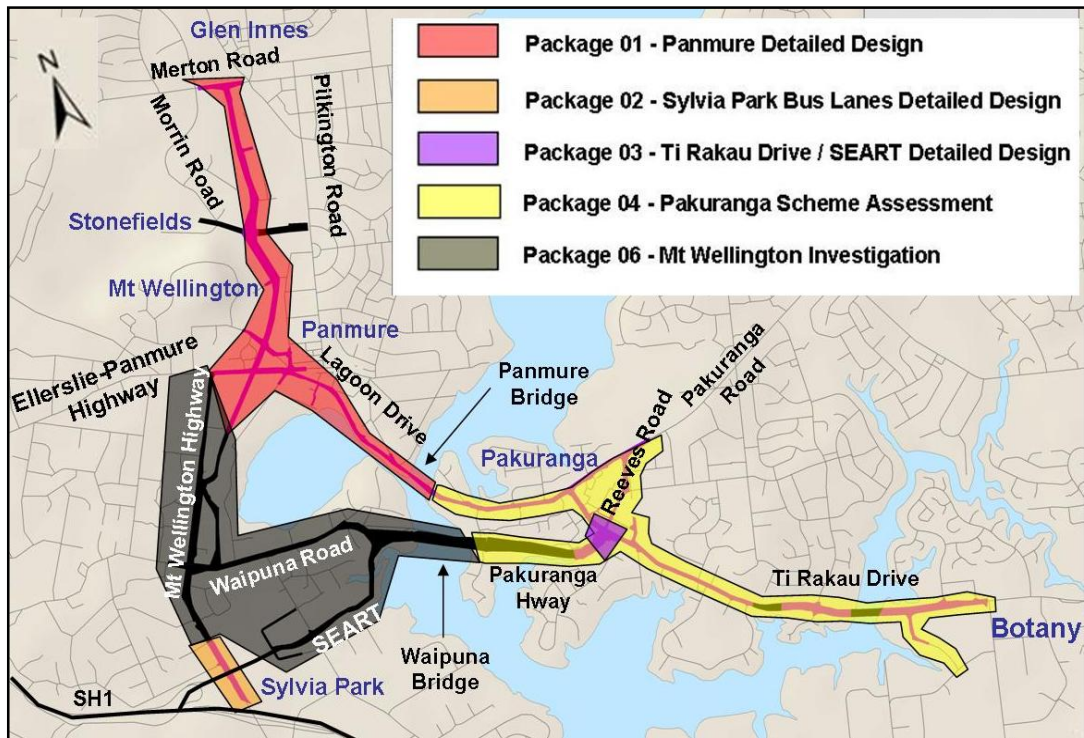 Glen Innes
Merton Road
N
Morrin Road
Pilkington Road
Stonefields
Mt Wellington
Panmure
Ellerslie-Panmure
Highway
Lagoon Drive
Panmure
Bridge
Pakuranga
Road
Pakuranga
Reeves Road
Mt Wellington Highway
Waipuna Road
Pakuranga
Hway
Ti Rakau Drive
Botany
SEART
Waipuna
Bridge
Sylvia Park
SH1
Package 01 - Panmure Detailed Design
Package 02 - Sylvia Park Bus Lanes Detailed Design
Package 03 - Ti Rakau Drive / SEART Detailed Design
Package 04 - Pakuranga Scheme Assessment
Package 06 - Mt Wellington Investigation